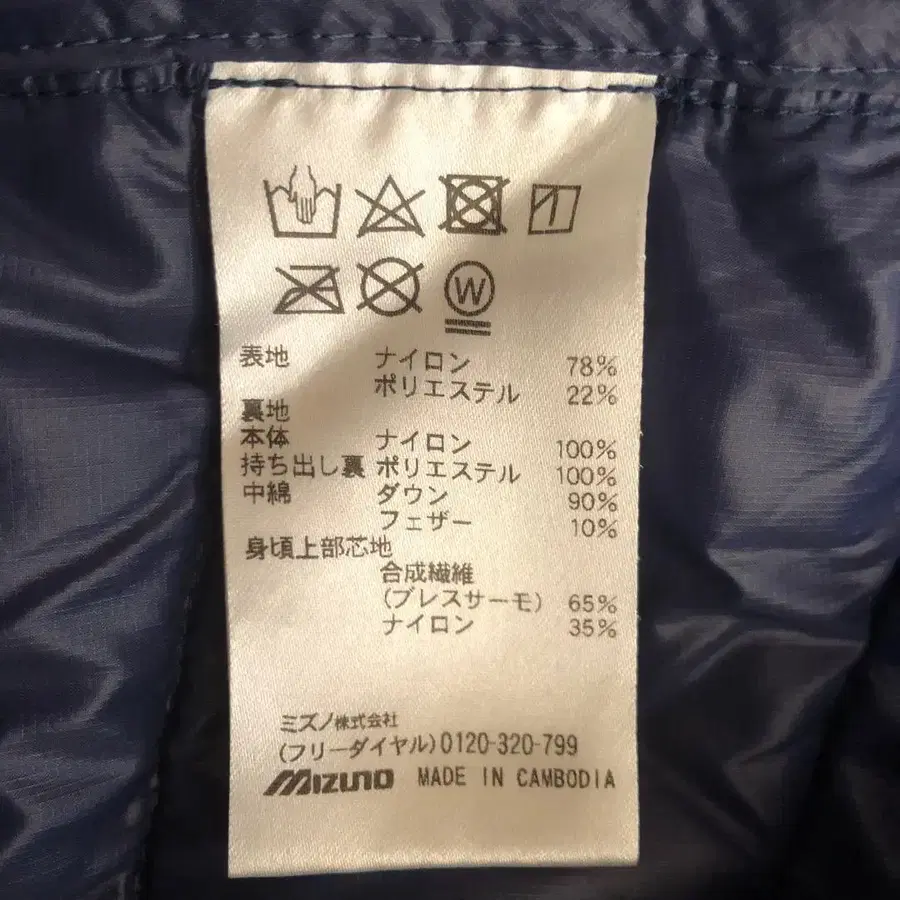 W
表地 ナイロン 78%
ポリエステル 22%
裏地
本体 ナイロン 100%
持ち出し裏 ポリエステル 100%
中綿 ダウン 90%
フェザー 10%
身頃上部芯地
合成繊維
(ブレスサーモ) 65%
ナイロン 35%
ミズノ株式会社
(フリーダイヤル)0120-320-799
MIZUNO MADE IN CAMBODIA